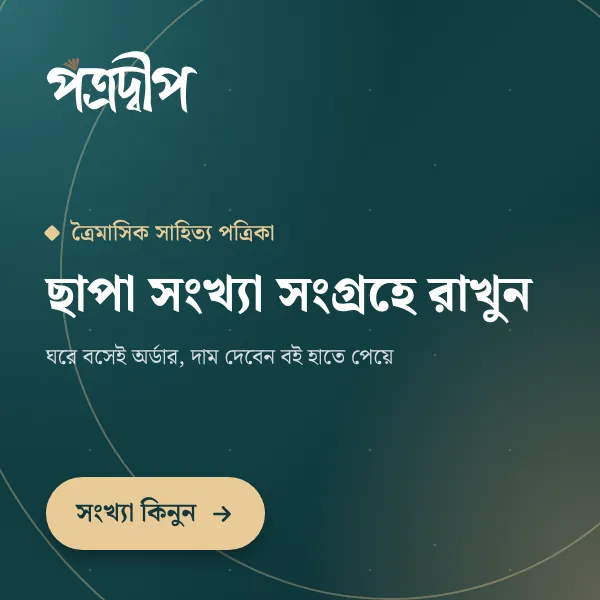 পত্রদ্বীপ
ত্রৈমাসিক সাহিত্য পত্রিকা
ছাপা সংখ্যা সংগ্রহে রাখুন
ঘরে বসেই অর্ডার, দাম দেবেন বই হাতে পেয়ে
সংখ্যা কিনুন →